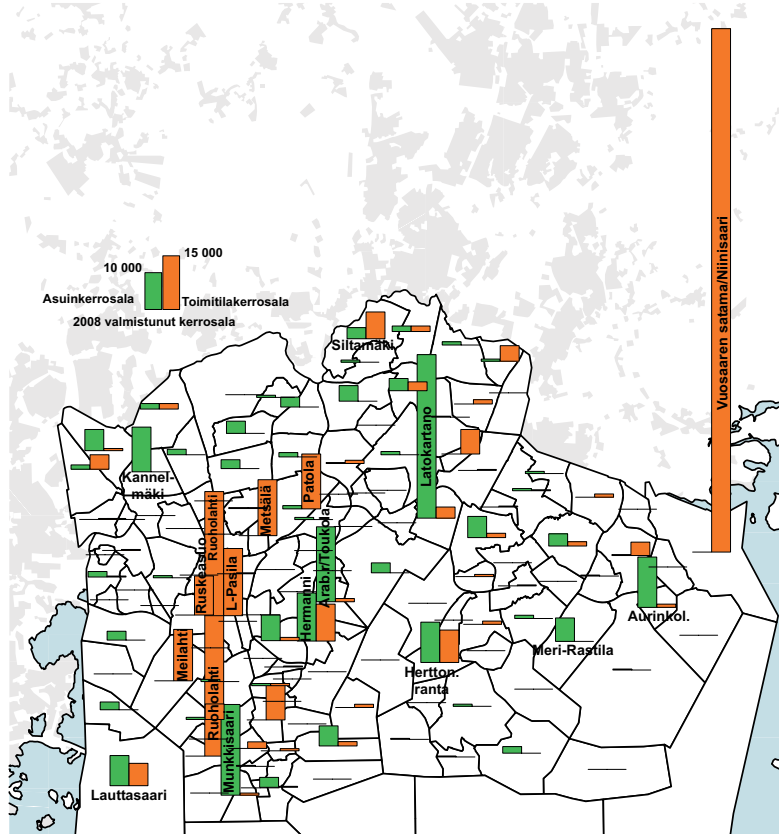 15 000
10 000
Asuinkerrosala
Toimitilakerrosala
2008 valmistunut kerrosala
Vuosaaren satama/Niinisaari
Siltamäki
Latokartano
Kannel-
mäki
Patola
Metsälä
Ruoholahti
Ruskeasuo
L-Pasila
Arab.r/Toukola
Hermanni
Aurinkol.
Meri-Rastila
Meilahti
Hertton.
ranta
Ruoholahti
Munkkisaari
Lauttasaari